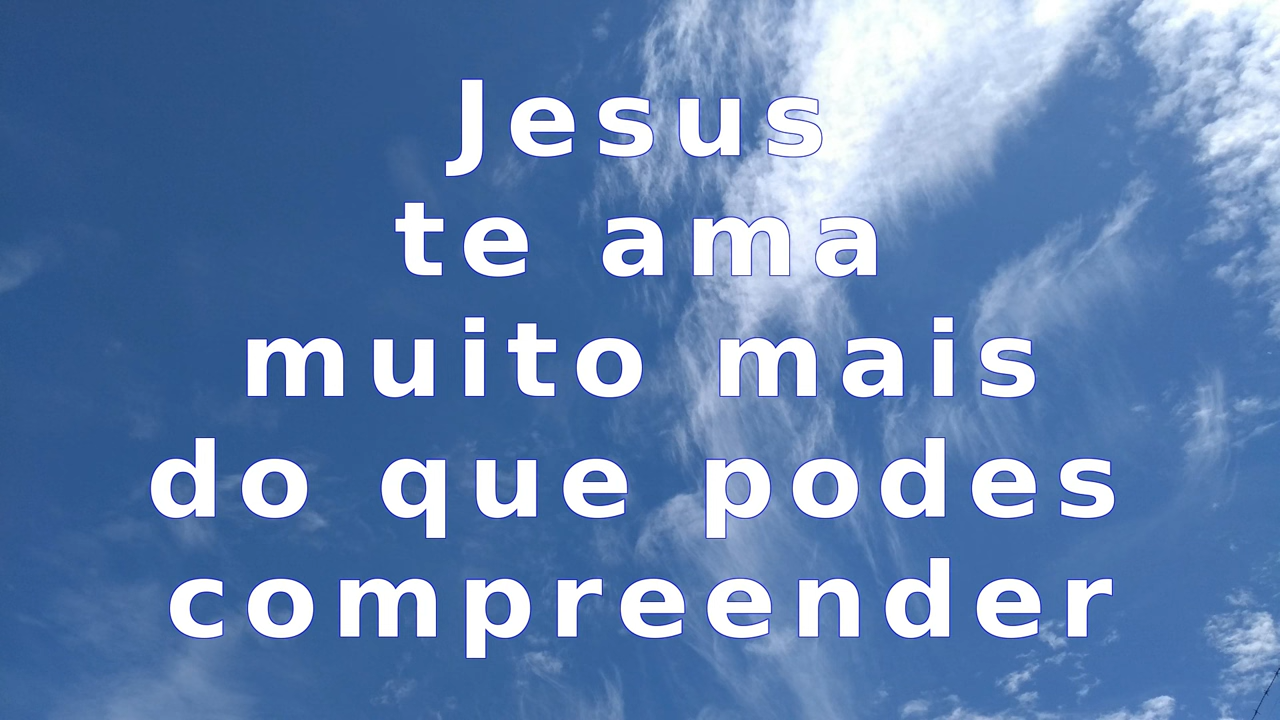 Jesus
te ama
muito mais
do que podes
compreender